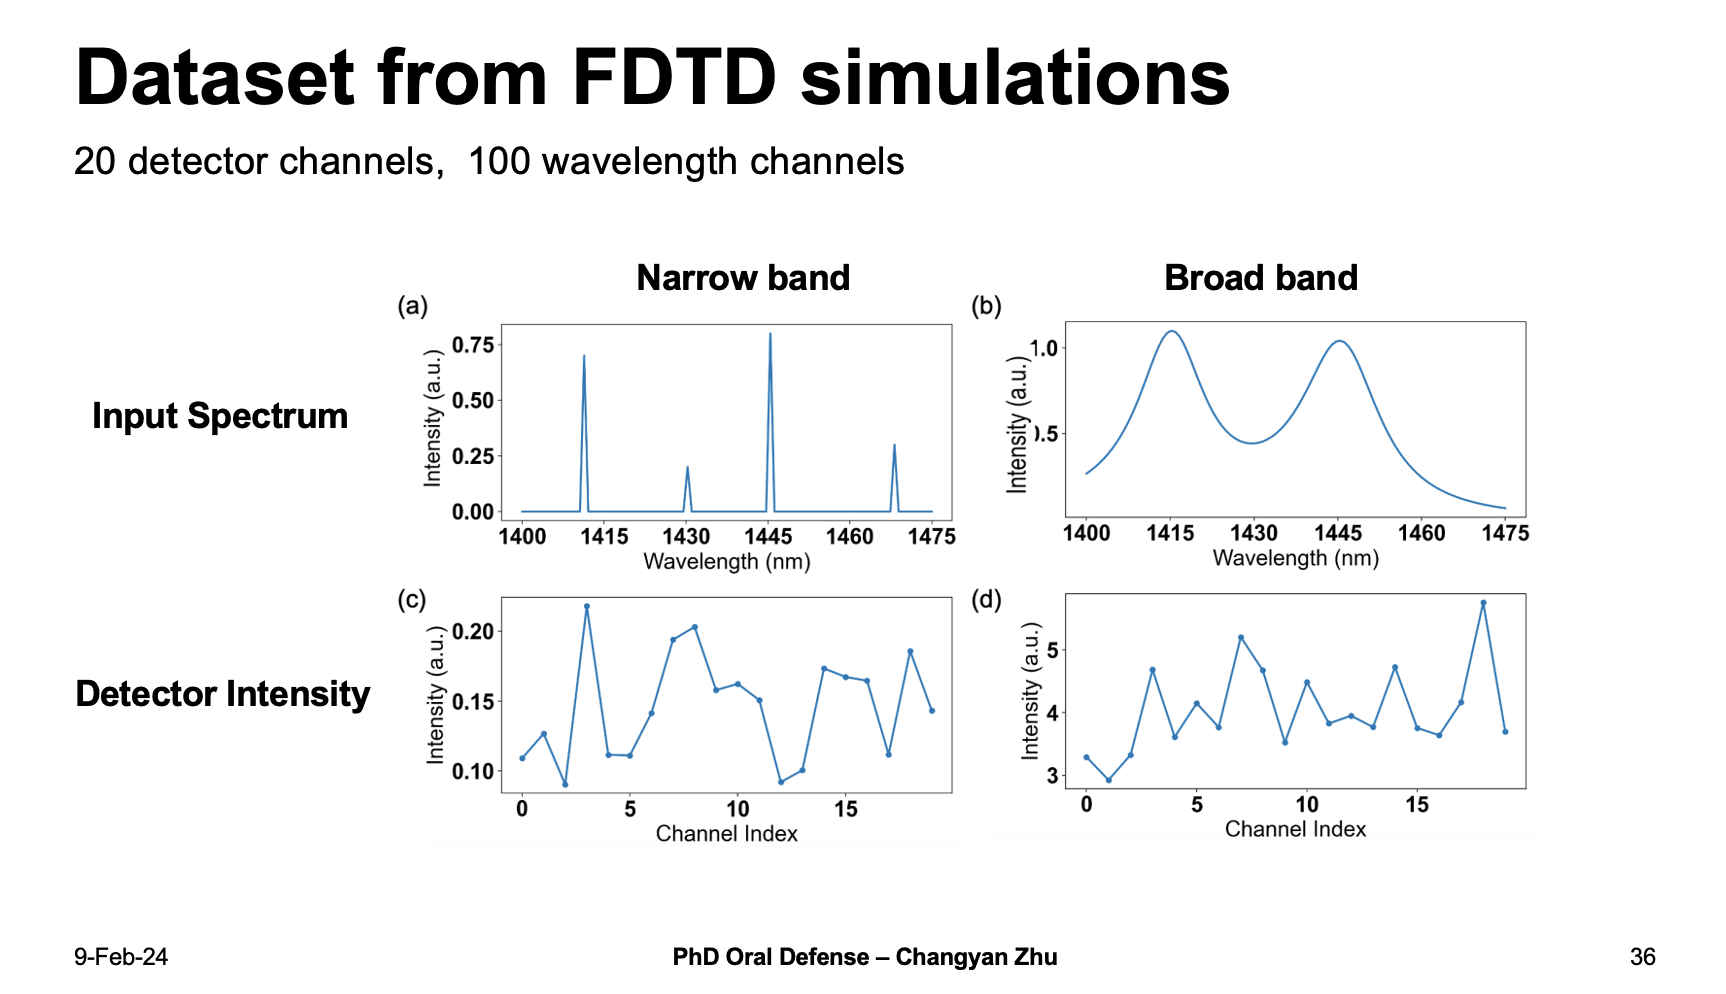 Dataset from FDTD simulations
20 detector channels,  100 wavelength channels
Narrow band
Broad band
Input Spectrum
(a)
Intensity (a.u.)
0.75
0.50
0.25
0.00
1400 1415 1430 1445 1460 1475
Wavelength (nm)
(b)
Intensity (a.u.)
1.0
).5
1400 1415 1430 1445 1460 1475
Wavelength (nm)
Detector Intensity
(c)
Intensity (a.u.)
0.20
0.15
0.10
0 5 10 15
Channel Index
(d)
Intensity (a.u.)
5
4
3
0 5 10 15
Channel Index
9-Feb-24
PhD Oral Defense – Changyan Zhu
36